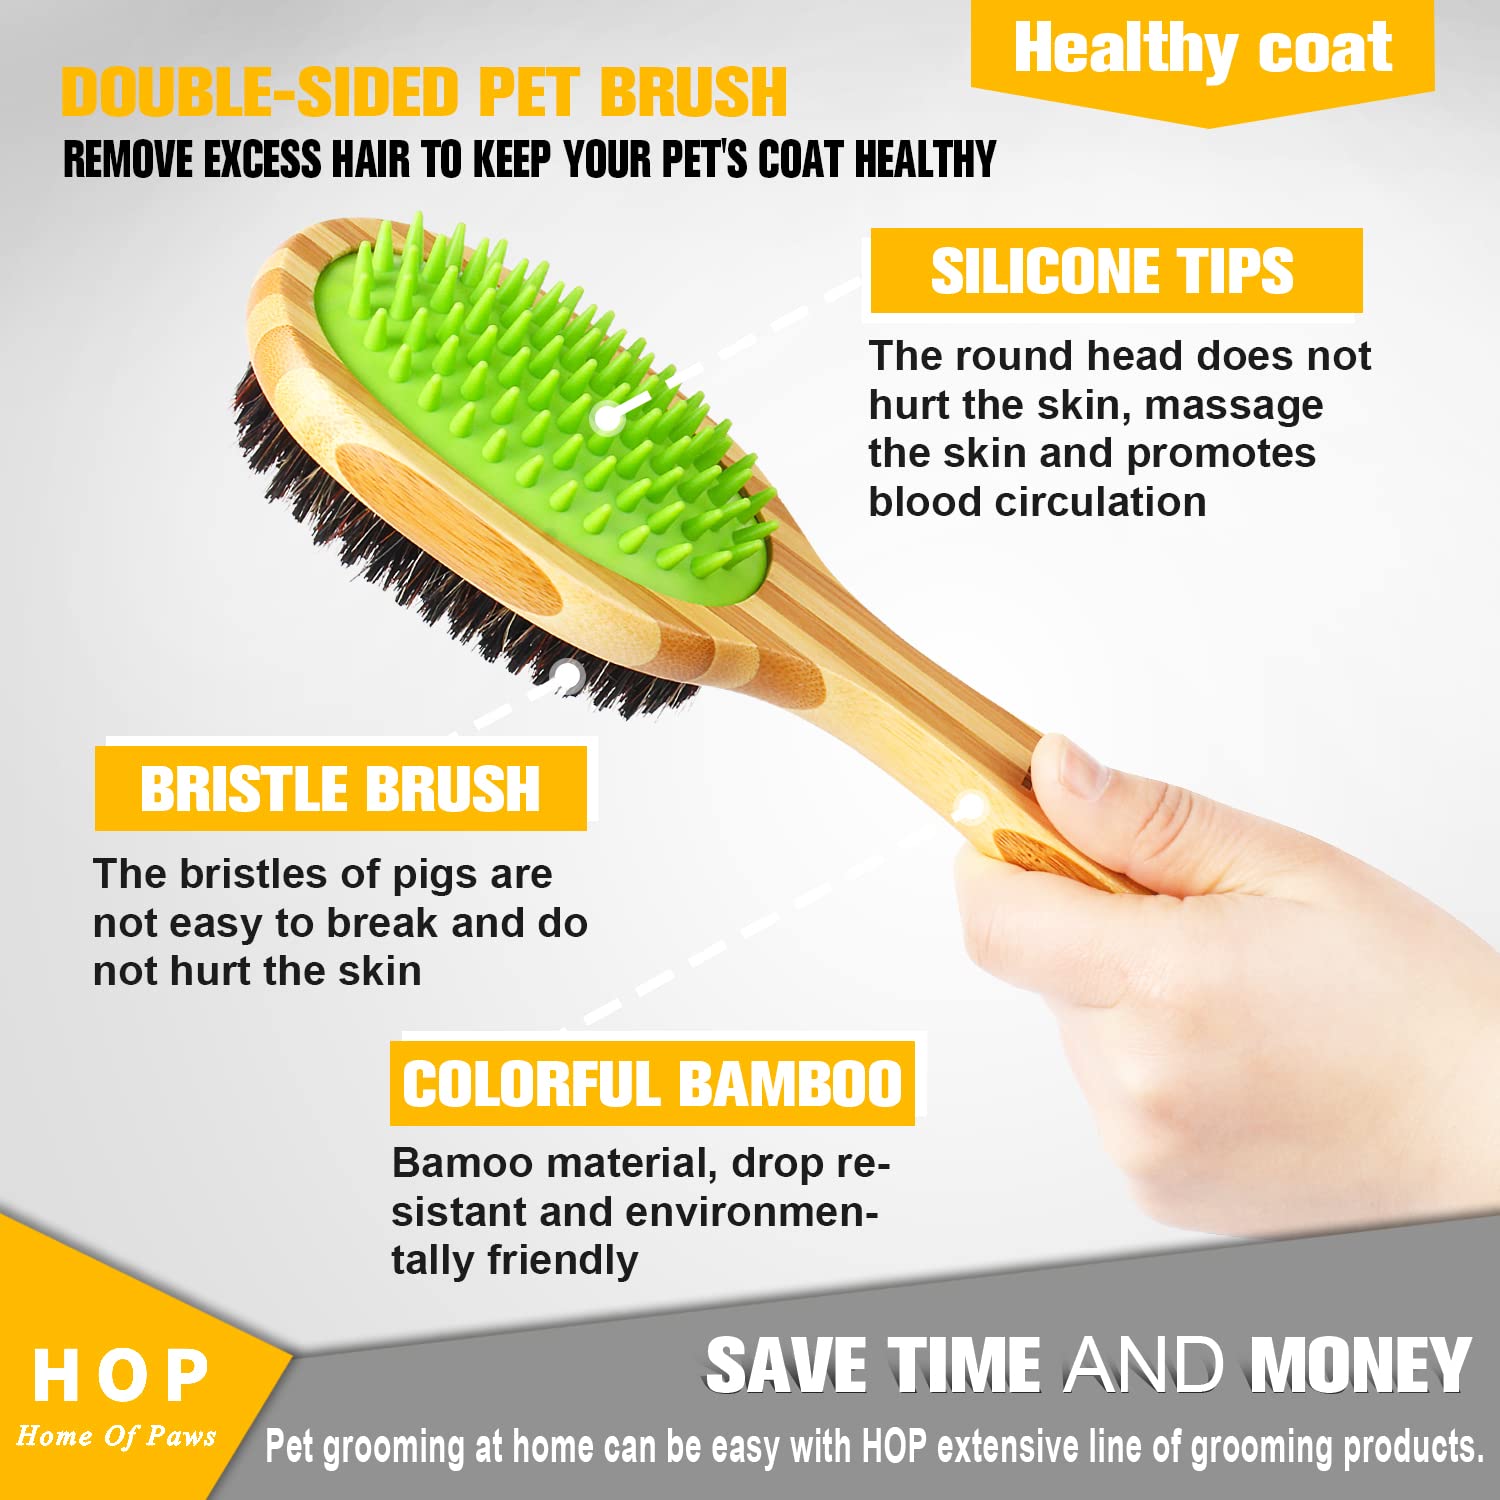 Healthy coat
DOUBLE-SIDED PET BRUSH
REMOVE EXCESS HAIR TO KEEP YOUR PET'S COAT HEALTHY
SILICONE TIPS
The round head does not
hurt the skin, massage
the skin and promotes
blood circulation
BRISTLE BRUSH
The bristles of pigs are
not easy to break and do
not hurt the skin
COLORFUL BAMBOO
Bamoo material, drop re-
sistant and environmen-
tally friendly
HOP
Home Of Paws
SAVE TIME AND MONEY
Pet grooming at home can be easy with HOP extensive line of grooming products.